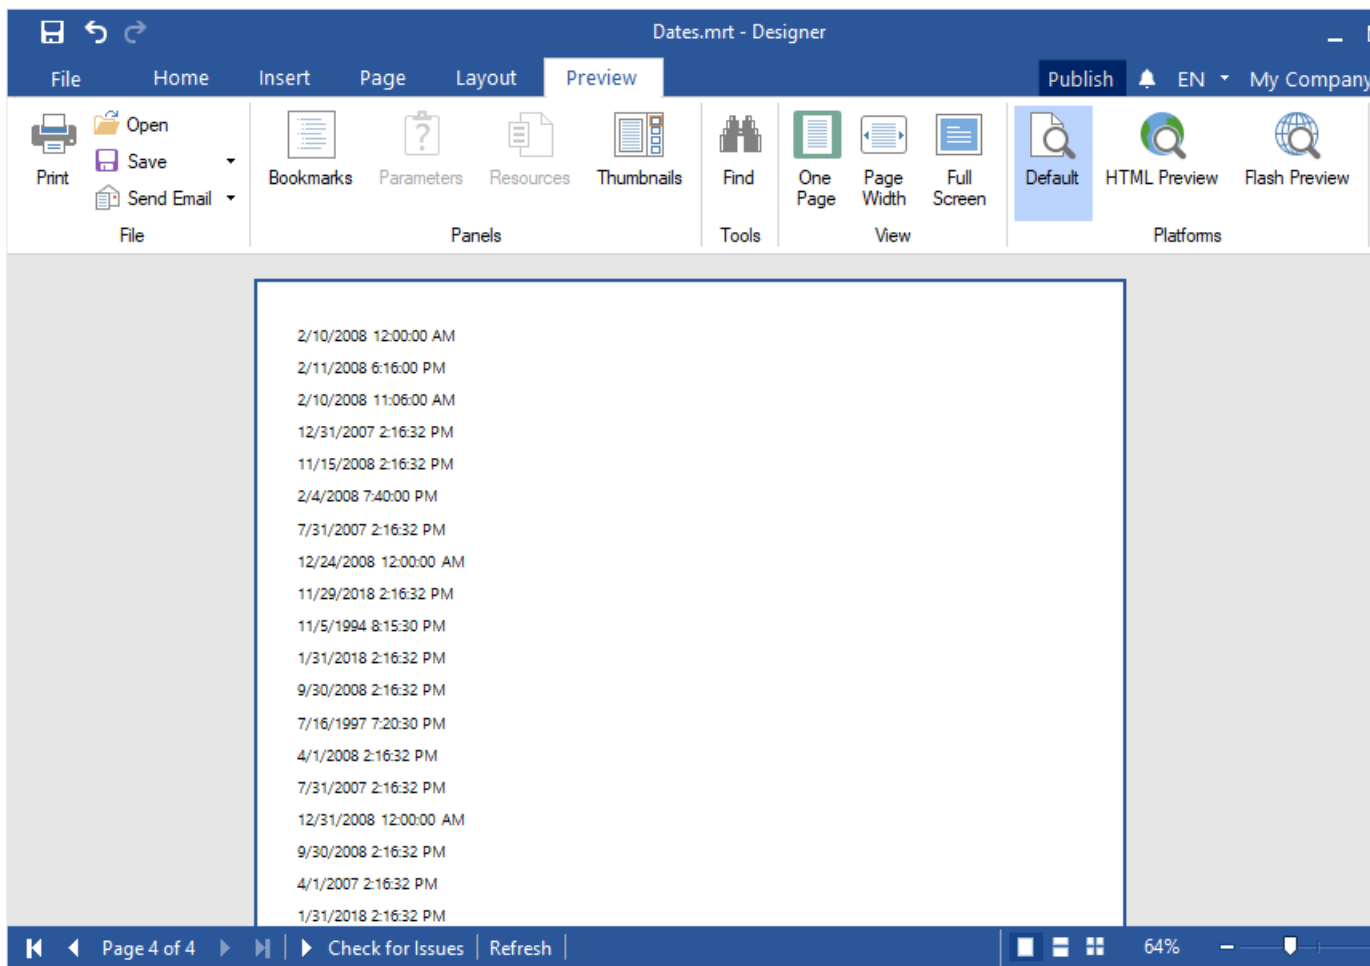 Dates.mrt - Designer
File Home Insert Page Layout Preview Publish EN My Company
Print Open Save Send Email Bookmarks Parameters Resources Thumbnails Find One Page Page Width Full Screen Default HTML Preview Flash Preview
File Panels Tools View Platforms
2/10/2008 12:00:00 AM
2/11/2008 6:16:00 PM
2/10/2008 11:06:00 AM
12/31/2007 2:16:32 PM
11/15/2008 2:16:32 PM
2/4/2008 7:40:00 PM
7/31/2007 2:16:32 PM
12/24/2008 12:00:00 AM
11/29/2018 2:16:32 PM
11/5/1994 8:15:30 PM
1/31/2018 2:16:32 PM
9/30/2008 2:16:32 PM
7/16/1997 7:20:30 PM
4/1/2008 2:16:32 PM
7/31/2007 2:16:32 PM
12/31/2008 12:00:00 AM
9/30/2008 2:16:32 PM
4/1/2007 2:16:32 PM
1/31/2018 2:16:32 PM
Page 4 of 4 Check for Issues Refresh 64%